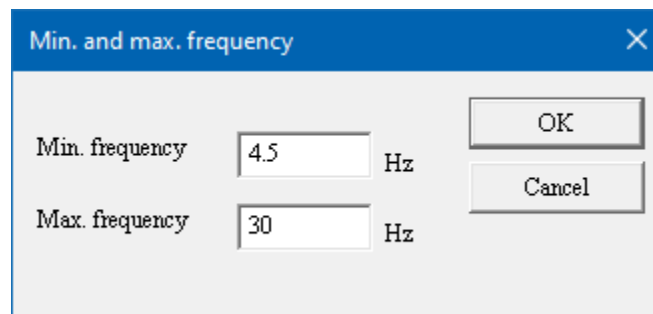 Min. and max. frequency
OK
Min. frequency 4.5 Hz
Cancel
Max. frequency 30 Hz